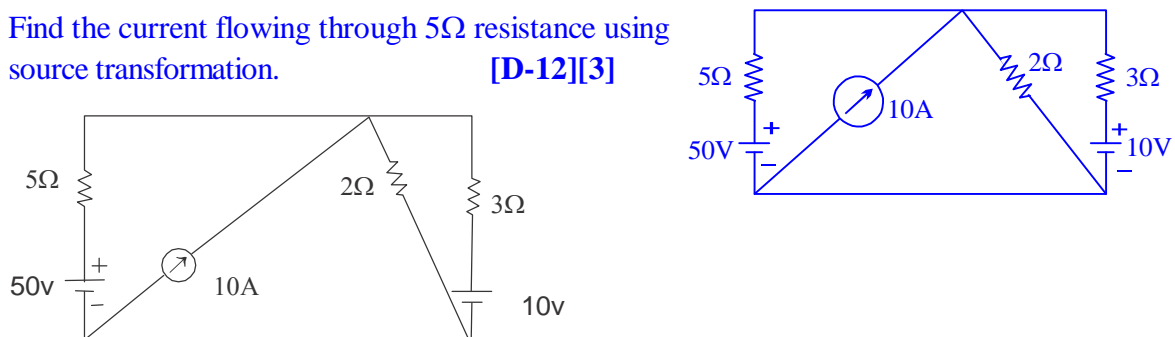 Find the current flowing through 5Ω resistance using
source transformation. [D-12][3]
5Ω
2Ω
3Ω
50v
+
−
10A
10v
5Ω
2Ω
3Ω
10A
50V
+
−
+
10V
−